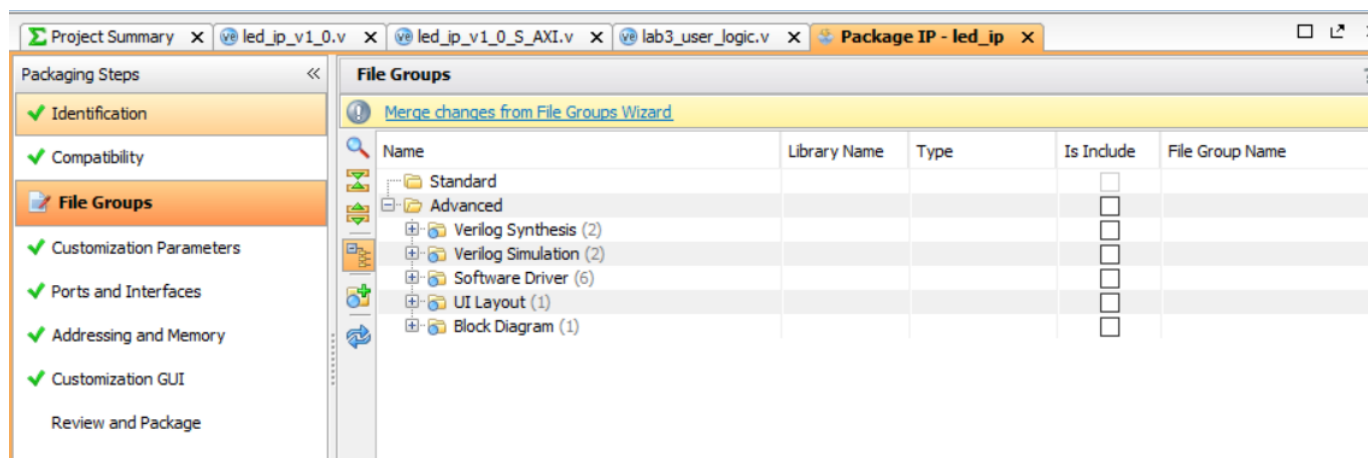 Project Summary led_ip_v1_0.v led_ip_v1_0_S_AXI.v lab3_user_logic.v Package IP - led_ip
Packaging Steps
Identification
Compatibility
File Groups
Customization Parameters
Ports and Interfaces
Addressing and Memory
Customization GUI
Review and Package
File Groups
Merge changes from File Groups Wizard
Name Library Name Type Is Include File Group Name
Standard
Advanced
Verilog Synthesis (2)
Verilog Simulation (2)
Software Driver (6)
UI Layout (1)
Block Diagram (1)